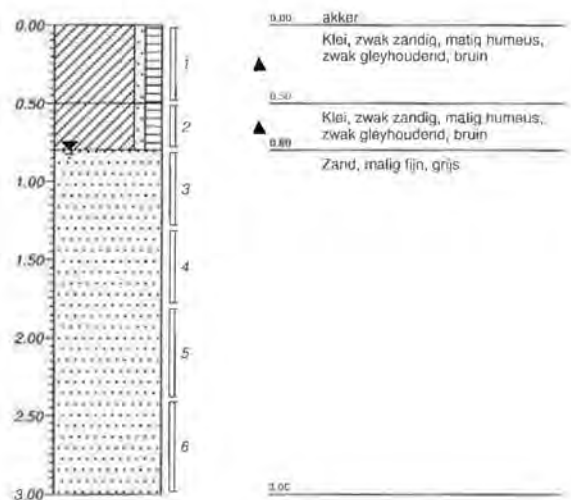 0.00
0.50
1.00
1.50
2.00
2.50
3.00
1
2
3
4
5
6
0.00 akker
Klei, zwak zandig, matig humeus,
zwak gleyhoudend, bruin
0.50
Klei, zwak zandig, matig humeus,
zwak gleyhoudend, bruin
0.80
Zand, matig fijn, grijs
3.00